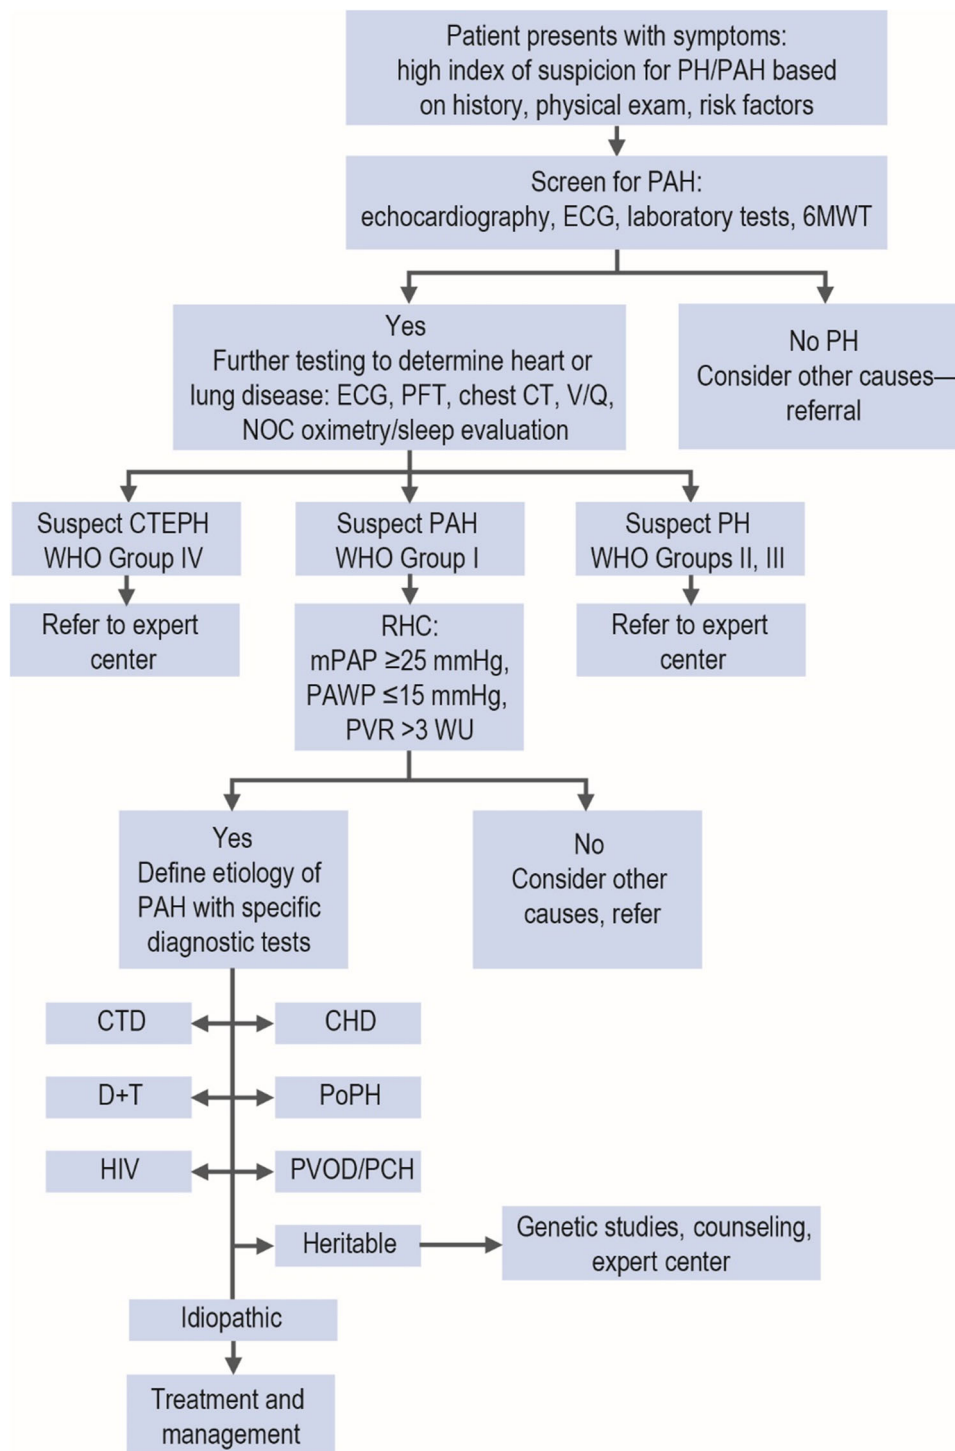 Patient presents with symptoms:
high index of suspicion for PH/PAH based
on history, physical exam, risk factors
Screen for PAH:
echocardiography, ECG, laboratory tests, 6MWT
Yes
Further testing to determine heart or
lung disease: ECG, PFT, chest CT, V/Q,
NOC oximetry/sleep evaluation
No PH
Consider other causes—
referral
Suspect CTEPH
WHO Group IV
Suspect PAH
WHO Group I
Suspect PH
WHO Groups II, III
Refer to expert
center
RHC:
mPAP ≥25 mmHg,
PAWP ≤15 mmHg,
PVR >3 WU
Refer to expert
center
Yes
Define etiology of
PAH with specific
diagnostic tests
No
Consider other
causes, refer
CTD
CHD
D+T
PoPH
HIV
PVOD/PCH
Heritable
Genetic studies, counseling,
expert center
Idiopathic
Treatment and
management